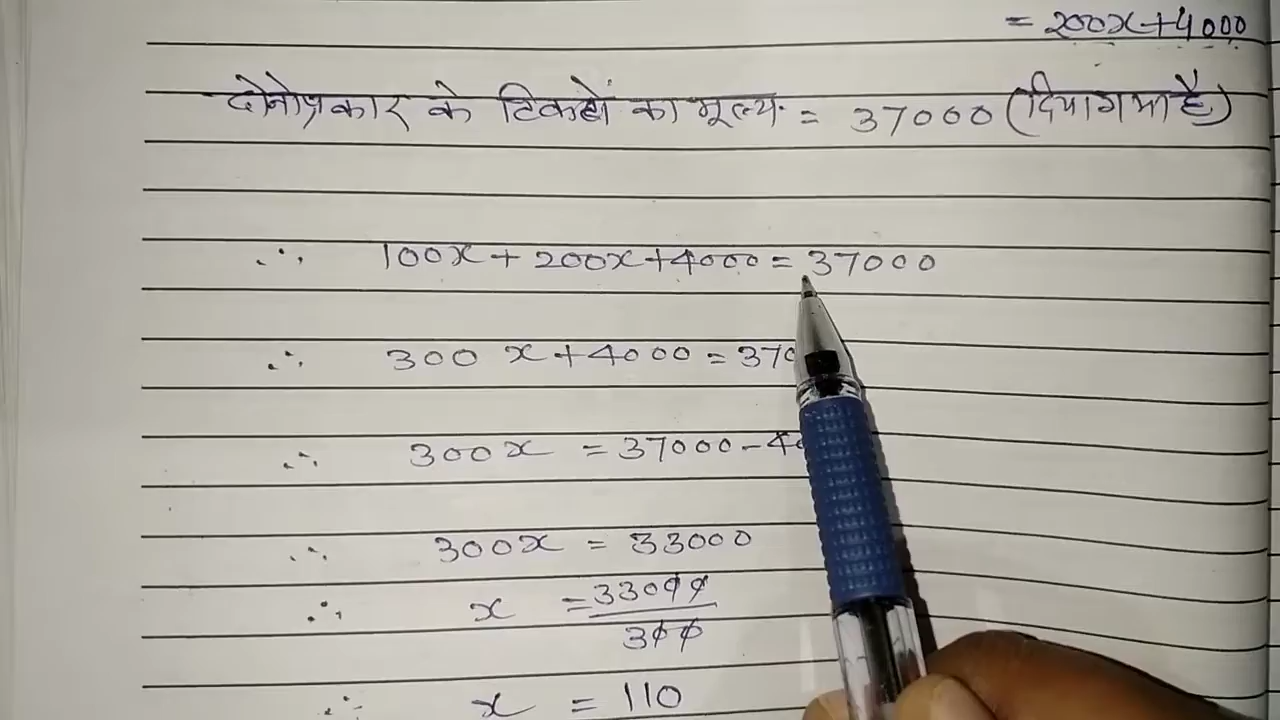 = 200x+4000
दोनो प्रकार के टिकटों का मूल्य = 37000 (दिया गया है)
∴ 100x + 200x+4000 = 37000
∴ 300 x + 4000 = 370
∴ 300x = 37000 - 40
∴ 300x = 33000
∴ x = 33000/300
∴ x = 110